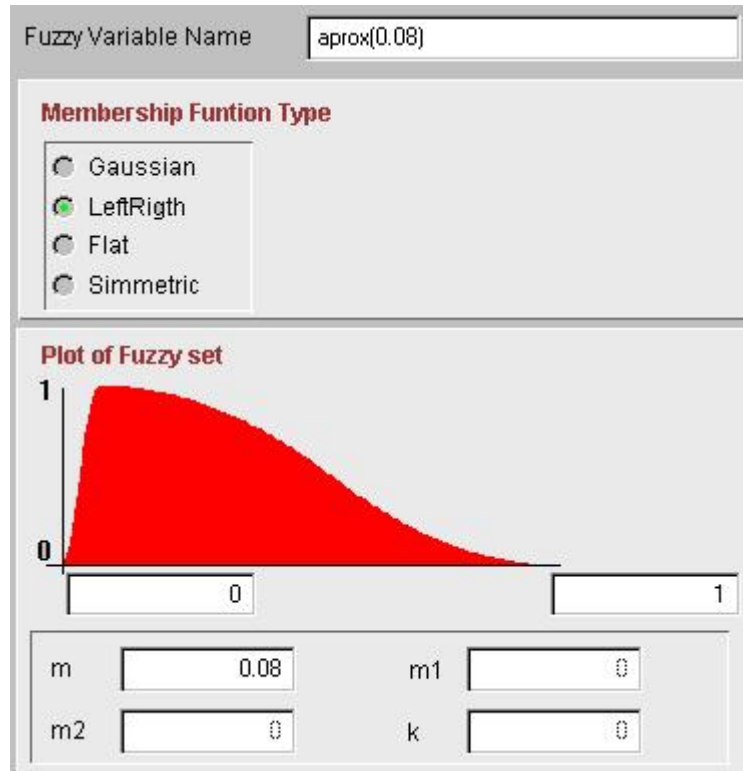 Fuzzy Variable Name aprox(0.08)
Membership Funtion Type
Gaussian
LeftRigth
Flat
Simmetric
Plot of Fuzzy set
1
0
0 1
m 0.08 m1 0
m2 0 k 0